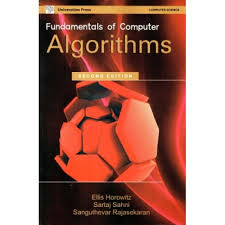 Universities Press
COMPUTER SCIENCE
Fundamentals of Computer
Algorithms
SECOND EDITION
Ellis Horowitz
Sartaj Sahni
Sanguthevar Rajasekaran